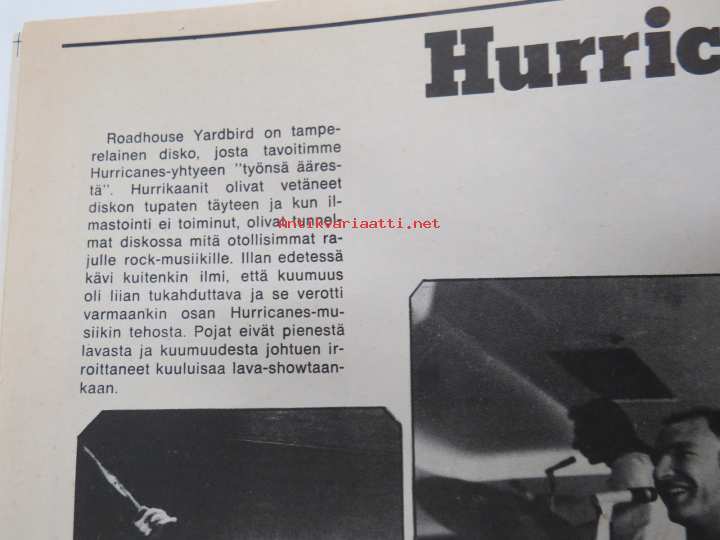 Hurric
Roadhouse Yardbird on tampe-
relainen disko, josta tavoitimme
Hurricanes-yhtyeen "työnsä ääres-
tä". Hurrikaanit olivat vetäneet
diskon tupaten täyteen ja kun il-
mastointi ei toiminut, olivat tunnel-
mat diskossa mitä otollisimmat ra-
julle rock-musiikille. Illan edetessä
kävi kuitenkin ilmi, että kuumuus
oli liian tukahduttava ja se verotti
varmaankin osan Hurricanes-mu-
siikin tehosta. Pojat eivät pienestä
lavasta ja kuumuudesta johtuen ir-
roittaneet kuuluisaa lava-showtaan-
kaan.
Antikvariaatti.net